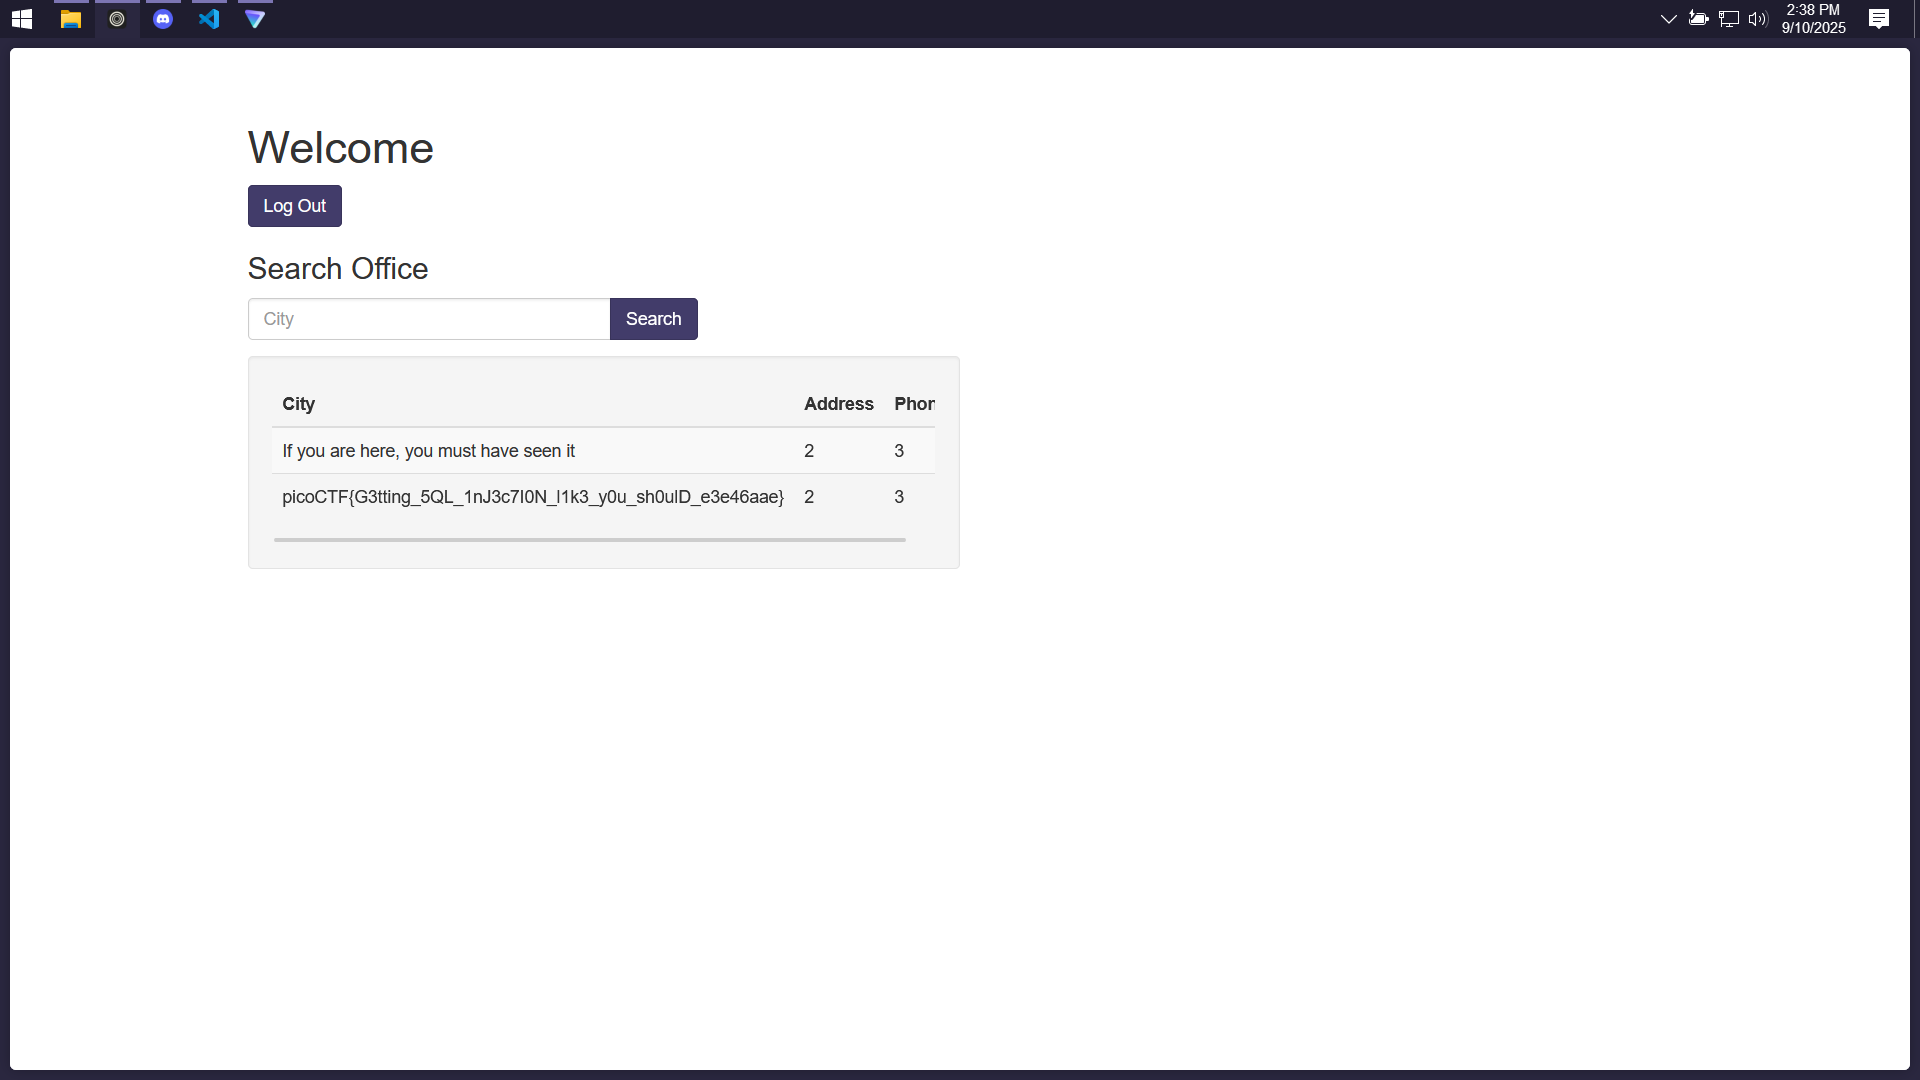 2:38 PM
9/10/2025
Welcome
Log Out
Search Office
City Search
City Address Phon
If you are here, you must have seen it 2 3
picoCTF{G3tting_5QL_1nJ3c7I0N_l1k3_y0u_sh0ulD_e3e46aae} 2 3